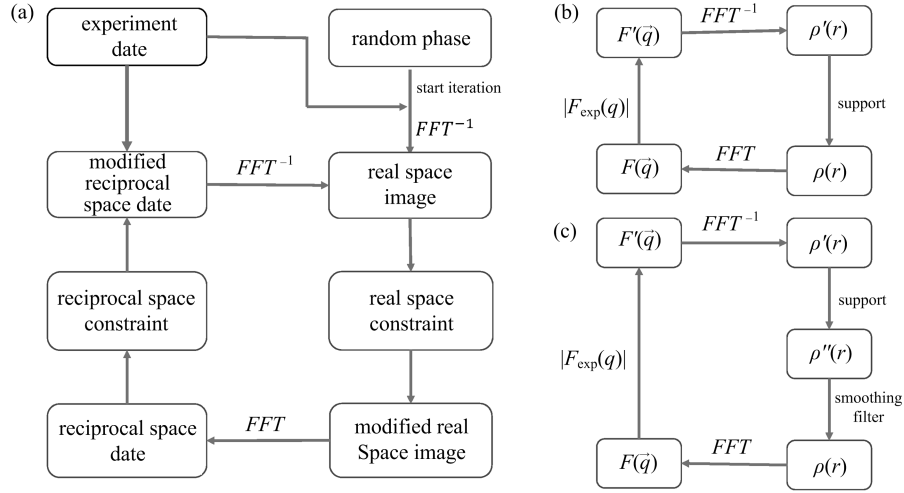 (a)
experiment
date
random phase
start iteration
FFT⁻¹
modified
reciprocal
space date
FFT⁻¹
real space
image
reciprocal space
constraint
real space
constraint
reciprocal space
date
FFT
modified real
Space image
(b)
F′(q⃗)
FFT⁻¹
ρ′(r)
|Fₑₓₚ(q)|
support
F(q⃗)
FFT
ρ(r)
(c)
F′(q⃗)
FFT⁻¹
ρ′(r)
support
|Fₑₓₚ(q)|
ρ″(r)
smoothing
filter
F(q⃗)
FFT
ρ(r)